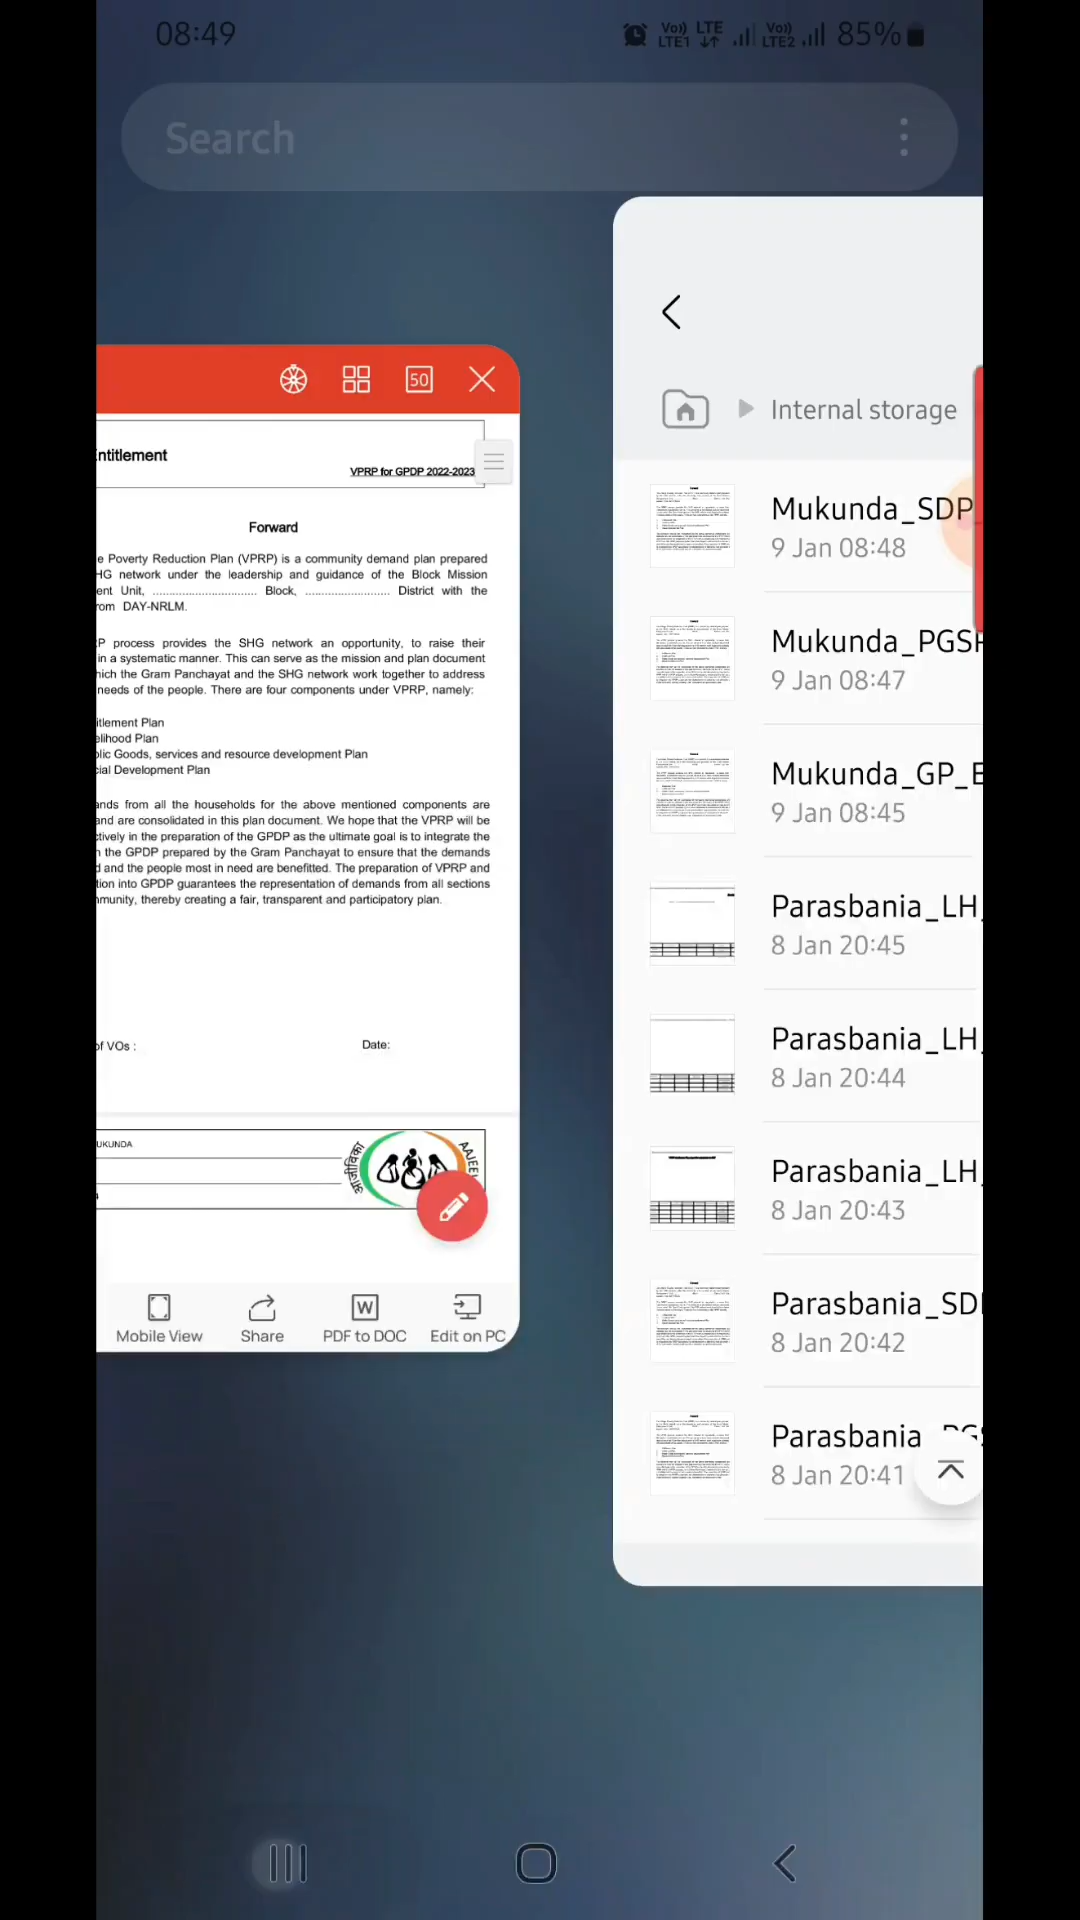 08:49
Vo)) LTE1 LTE Vo)) LTE2 85%
Search
50
ntitlement
VPRP for GPDP 2022-2023
Forward
e Poverty Reduction Plan (VPRP) is a community demand plan prepared
HG network under the leadership and guidance of the Block Mission
ent Unit, ................................ Block, .......................... District with the
rom DAY-NRLM.
RP process provides the SHG network an opportunity, to raise their
in a systematic manner. This can serve as the mission and plan document
hich the Gram Panchayat and the SHG network work together to address
needs of the people. There are four components under VPRP, namely:
itlement Plan
elihood Plan
blic Goods, services and resource development Plan
cial Development Plan
ands from all the households for the above mentioned components are
and are consolidated in this plan document. We hope that the VPRP will be
ctively in the preparation of the GPDP as the ultimate goal is to integrate the
n the GPDP prepared by the Gram Panchayat to ensure that the demands
d and the people most in need are benefitted. The preparation of VPRP and
tion into GPDP guarantees the representation of demands from all sections
mmunity, thereby creating a fair, transparent and participatory plan.
of VOs :
Date:
UKUNDA
आजीविका
AAJEE
Mobile View
Share
W
PDF to DOC
Edit on PC
Internal storage
Mukunda_SDP
9 Jan 08:48
Mukunda_PGSR
9 Jan 08:47
Mukunda_GP_E
9 Jan 08:45
Parasbania_LH_
8 Jan 20:45
Parasbania_LH_
8 Jan 20:44
Parasbania_LH_
8 Jan 20:43
Parasbania_SDP
8 Jan 20:42
Parasbania_PGS
8 Jan 20:41